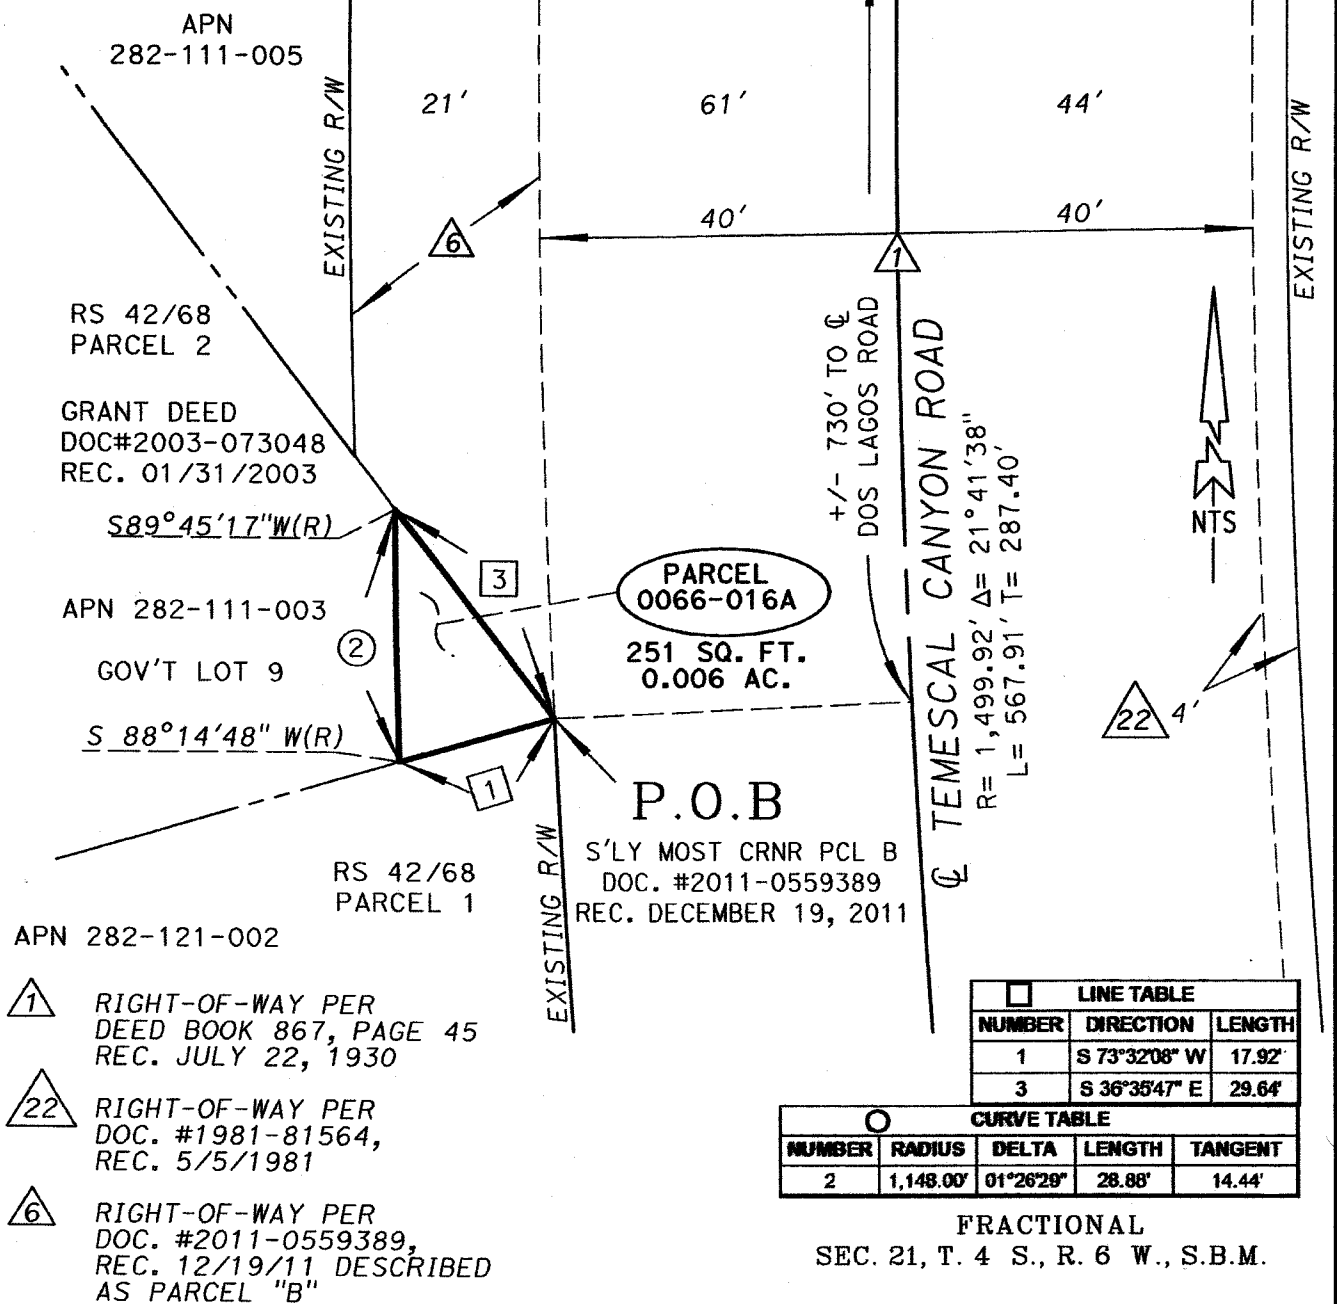 APN
282-111-005
EXISTING R/W
21'
61'
44'
EXISTING R/W
6
40'
40'
1
RS 42/68
PARCEL 2
GRANT DEED
DOC#2003-073048
REC. 01/31/2003
S89°45'17"W(R)
+/- 730' TO ℄
DOS LAGOS ROAD
℄ TEMESCAL CANYON ROAD
R= 1,499.92' Δ= 21°41'38"
L= 567.91' T= 287.40'
NTS
3
PARCEL
0066-016A
251 SQ. FT.
0.006 AC.
APN 282-111-003
2
GOV'T LOT 9
S 88°14'48" W(R)
22
4'
1
P.O.B
S'LY MOST CRNR PCL B
DOC. #2011-0559389
REC. DECEMBER 19, 2011
EXISTING R/W
RS 42/68
PARCEL 1
APN 282-121-002
1
RIGHT-OF-WAY PER
DEED BOOK 867, PAGE 45
REC. JULY 22, 1930
22
RIGHT-OF-WAY PER
DOC. #1981-81564,
REC. 5/5/1981
6
RIGHT-OF-WAY PER
DOC. #2011-0559389,
REC. 12/19/11 DESCRIBED
AS PARCEL "B"
LINE TABLE
NUMBER DIRECTION LENGTH
1 S 73°32'08" W 17.92'
3 S 36°35'47" E 29.64'
CURVE TABLE
NUMBER RADIUS DELTA LENGTH TANGENT
2 1,148.00' 01°26'29" 28.88' 14.44'
FRACTIONAL
SEC. 21, T. 4 S., R. 6 W., S.B.M.